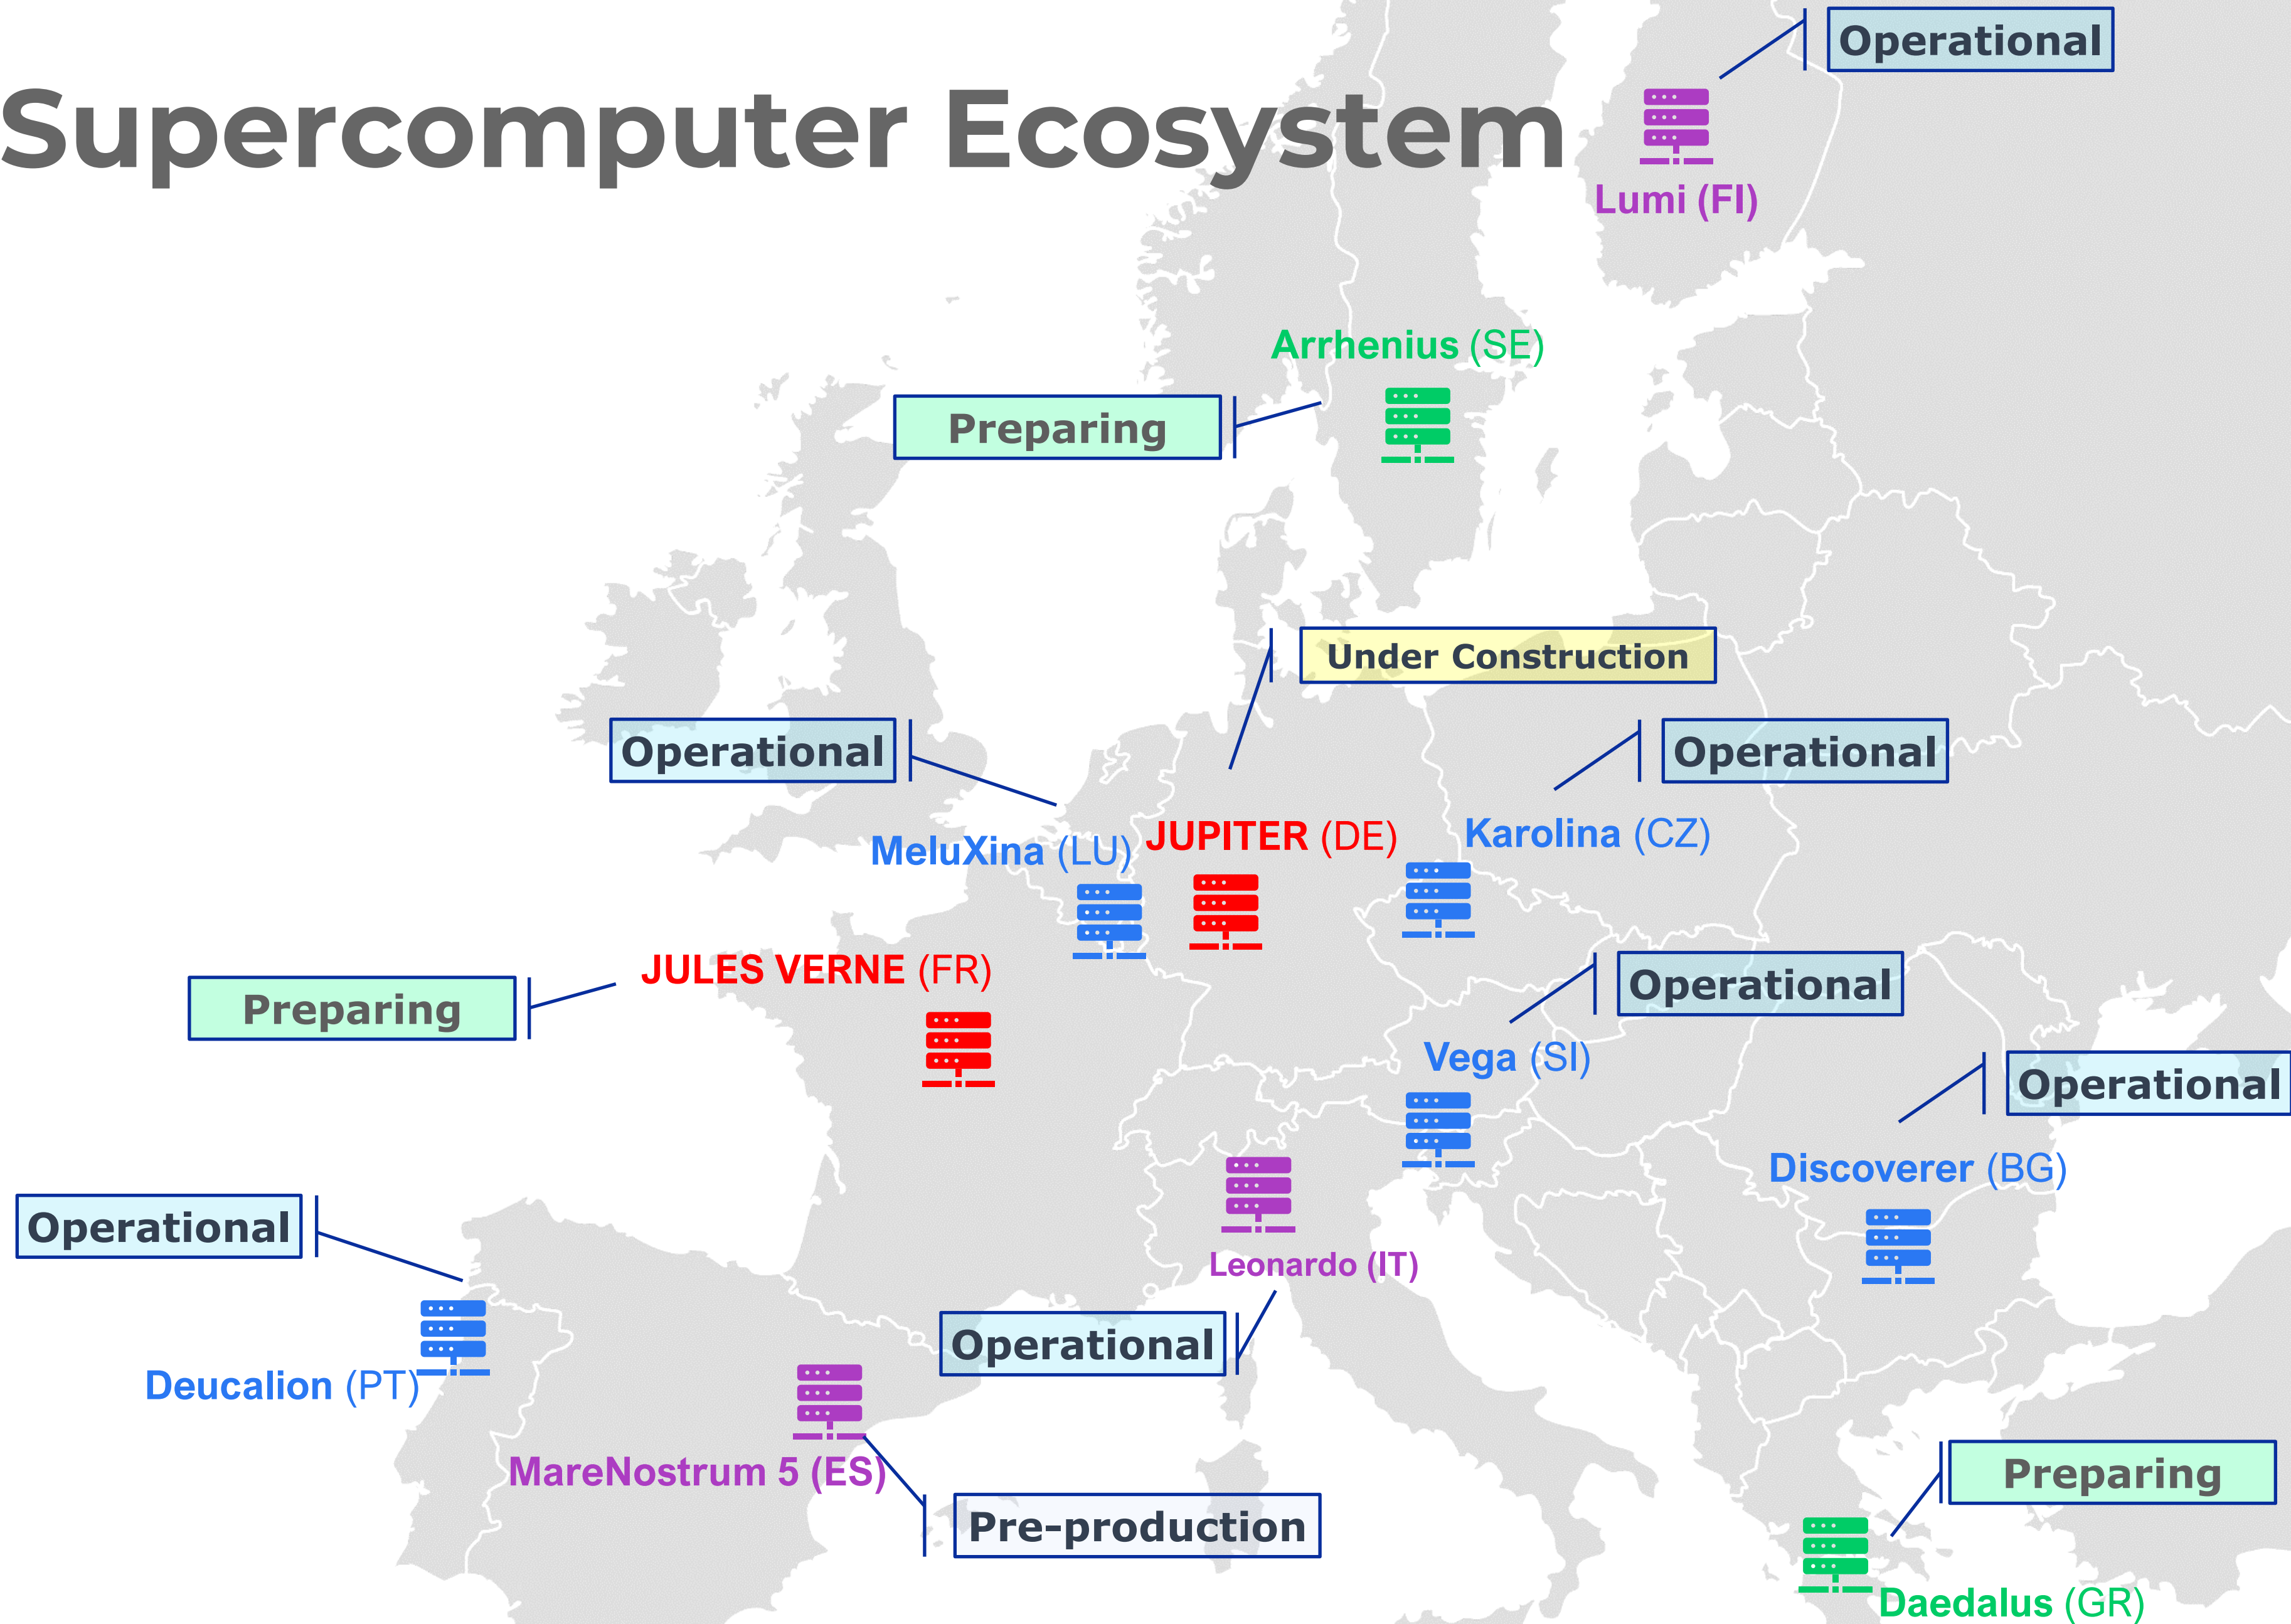 Operational
Supercomputer Ecosystem
Lumi (FI)
Arrhenius (SE)
Preparing
Under Construction
Operational
Operational
MeluXina (LU)
JUPITER (DE)
Karolina (CZ)
JULES VERNE (FR)
Preparing
Operational
Vega (SI)
Operational
Discoverer (BG)
Operational
Leonardo (IT)
Operational
Deucalion (PT)
MareNostrum 5 (ES)
Preparing
Pre-production
Daedalus (GR)